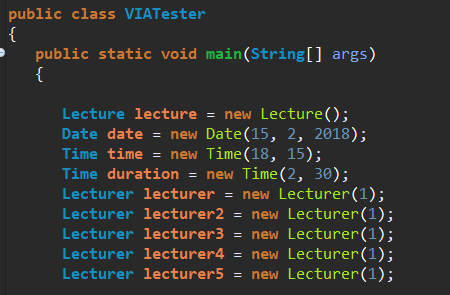 public class VIATester
{
public static void main(String[] args)
{
Lecture lecture = new Lecture();
Date date = new Date(15, 2, 2018);
Time time = new Time(18, 15);
Time duration = new Time(2, 30);
Lecturer lecturer = new Lecturer(1);
Lecturer lecturer2 = new Lecturer(1);
Lecturer lecturer3 = new Lecturer(1);
Lecturer lecturer4 = new Lecturer(1);
Lecturer lecturer5 = new Lecturer(1);